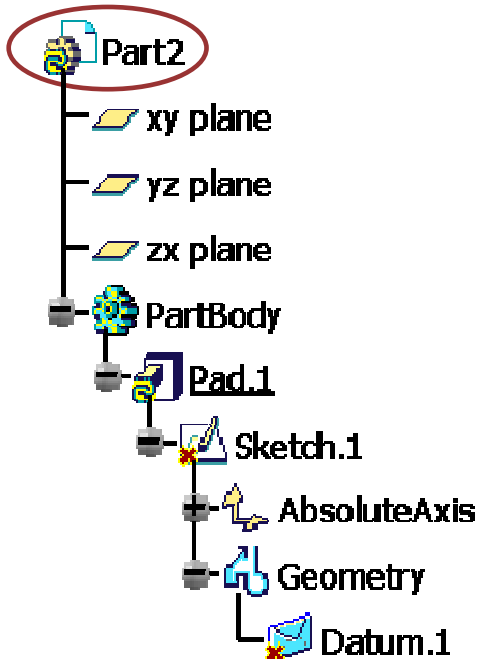 Part2
xy plane
yz plane
zx plane
PartBody
Pad.1
Sketch.1
AbsoluteAxis
Geometry
Datum.1